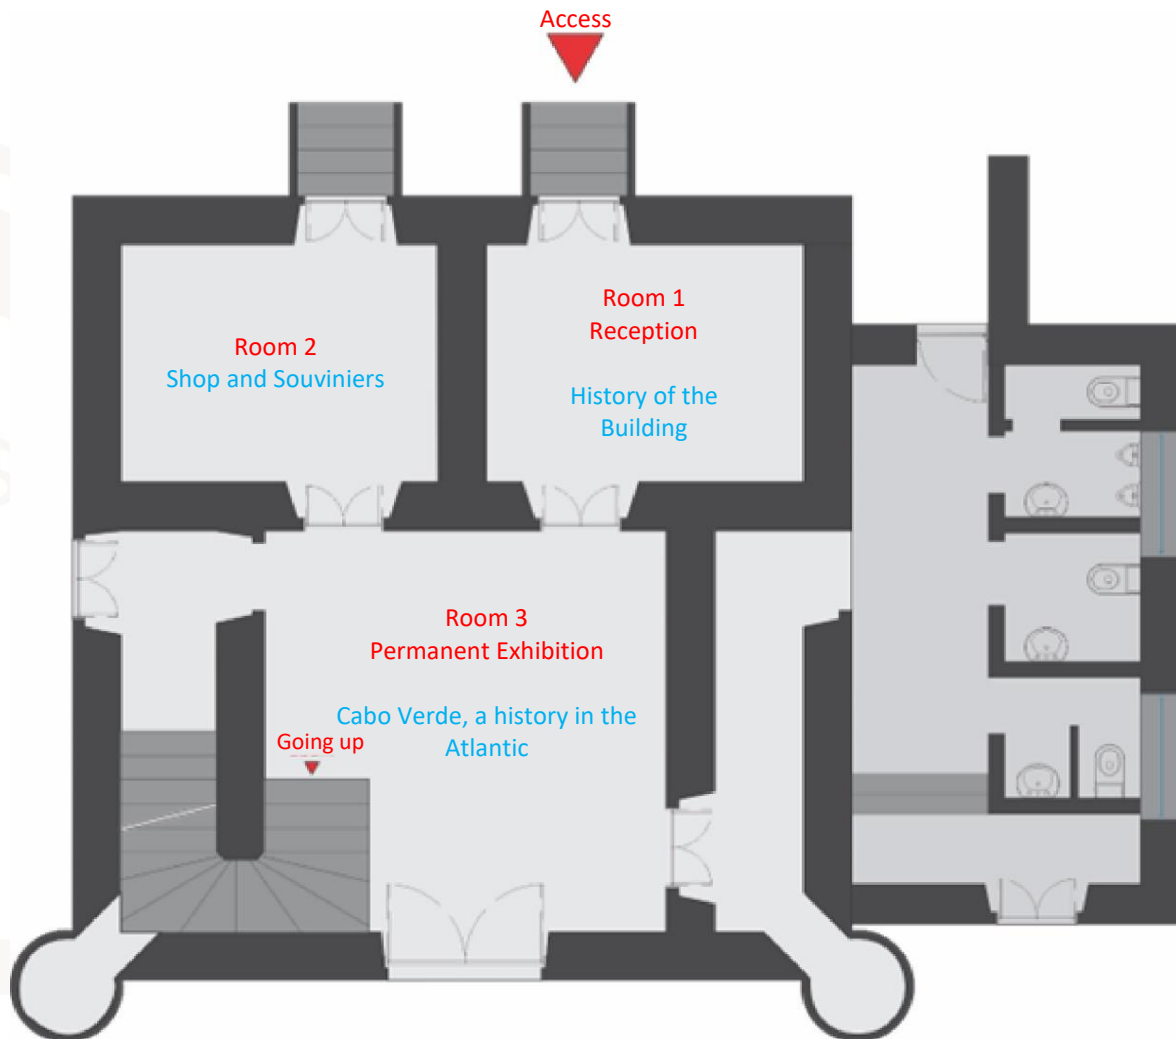 Access
Room 1
Reception
History of the
Building
Room 2
Shop and Souviniers
Room 3
Permanent Exhibition
Cabo Verde, a history in the
Atlantic
Going up